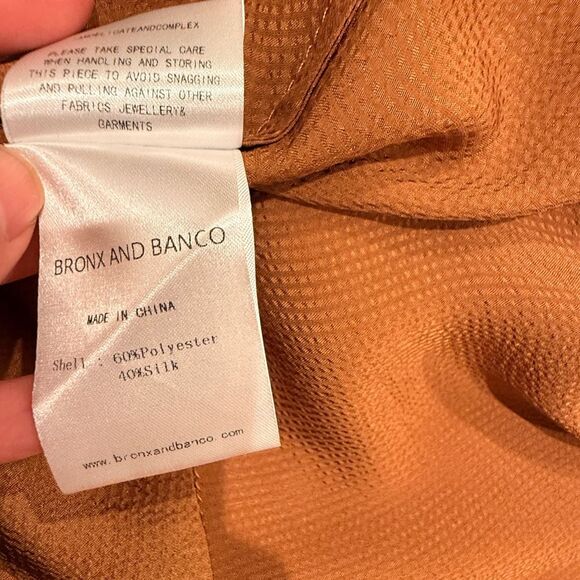 PLEASE TAKE SPECIAL CARE
WHEN HANDLING AND STORING
THIS PIECE TO AVOID SNAGGING
AND PULLING AGAINST OTHER
FABRICS JEWELLERY&
GARMENTS
BRONX AND BANCO
MADE IN CHINA
Shell : 60%Polyester
40%Silk
www.bronxandbanco.com